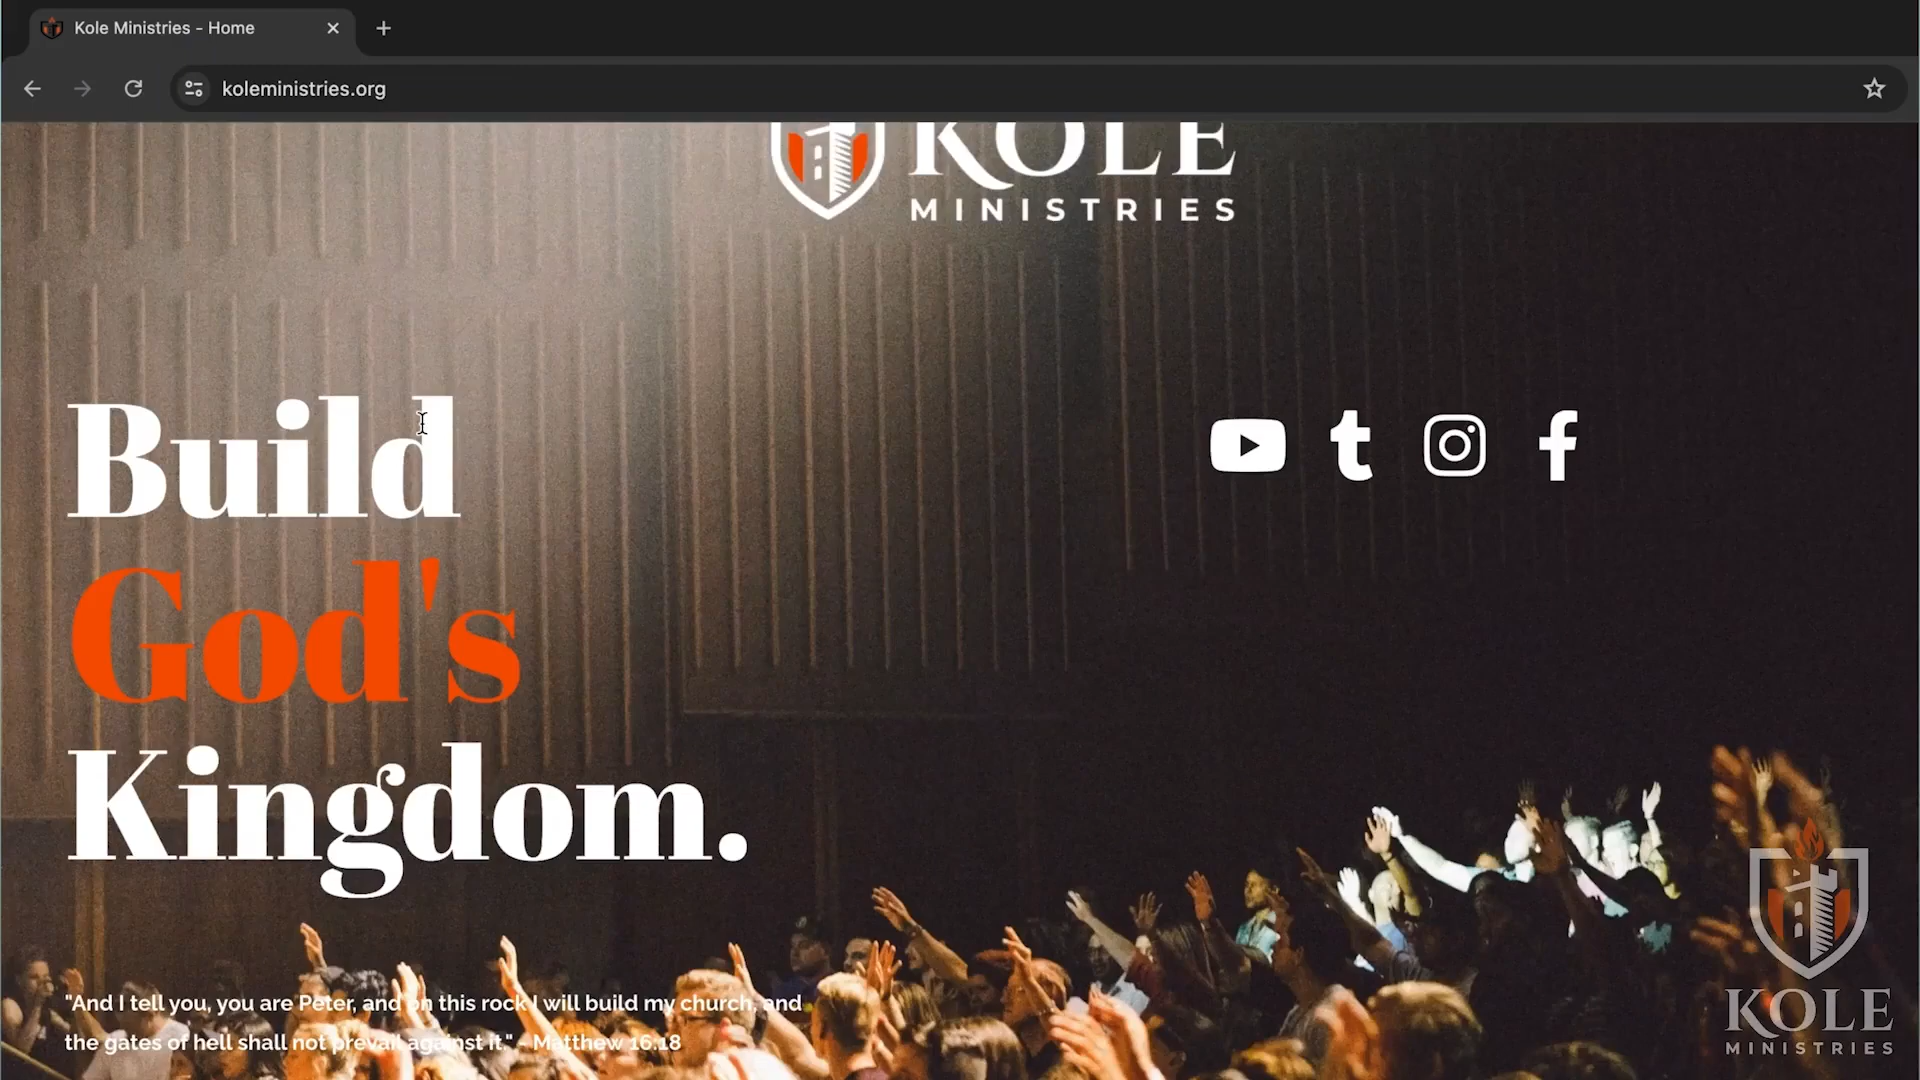 Kole Ministries - Home
koleministries.org
KOLE
MINISTRIES
Build
God's
Kingdom.
"And I tell you, you are Peter, and on this rock I will build my church, and
the gates of hell shall not prevail against it." - Matthew 16:18
KOLE
MINISTRIES